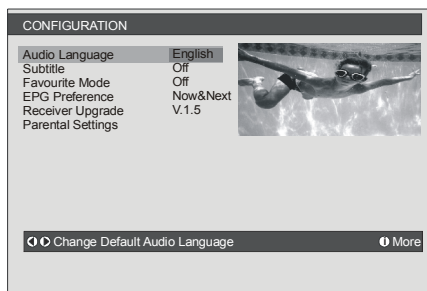 CONFIGURATION
Audio Language English
Subtitle Off
Favourite Mode Off
EPG Preference Now&Next
Receiver Upgrade V.1.5
Parental Settings
Change Default Audio Language i More